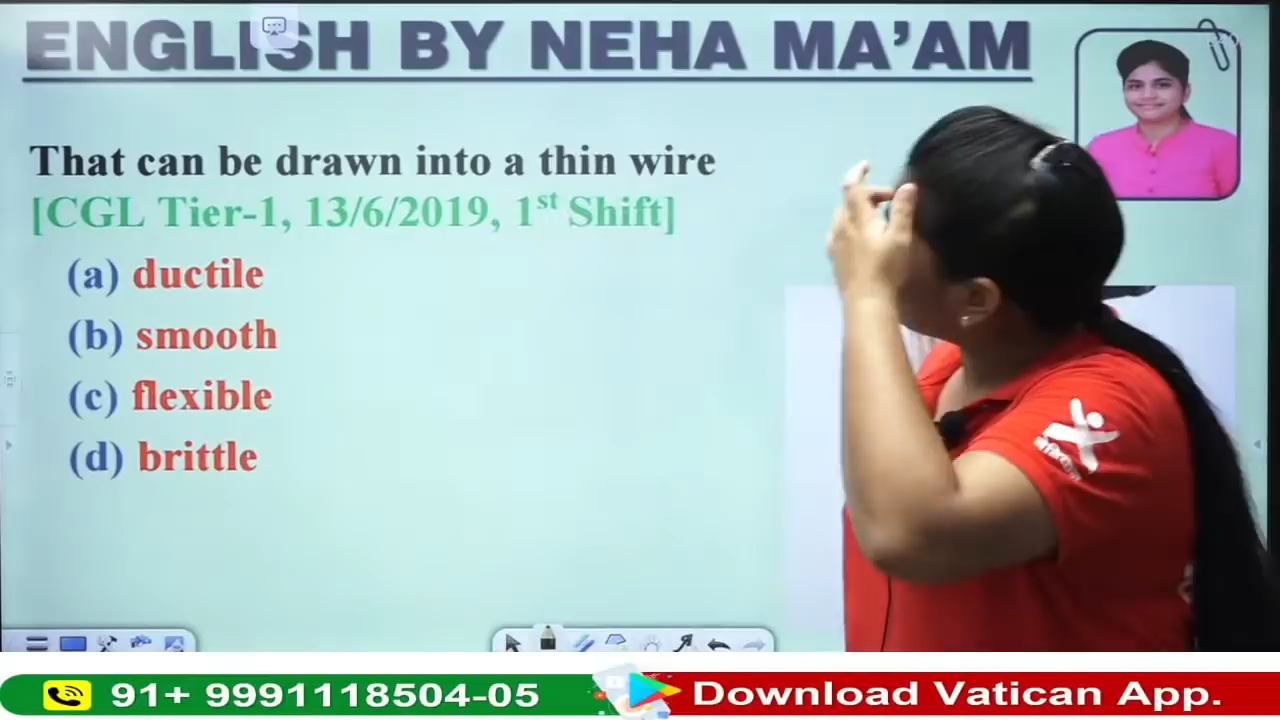 ENGLISH BY NEHA MA'AM
That can be drawn into a thin wire
[CGL Tier-1, 13/6/2019, 1st Shift]
(a) ductile
(b) smooth
(c) flexible
(d) brittle
91+ 9991118504-05
Download Vatican App.